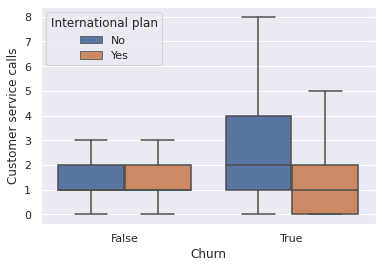 International plan
No
Yes
Customer service calls
8
7
6
5
4
3
2
1
0
False
True
Churn